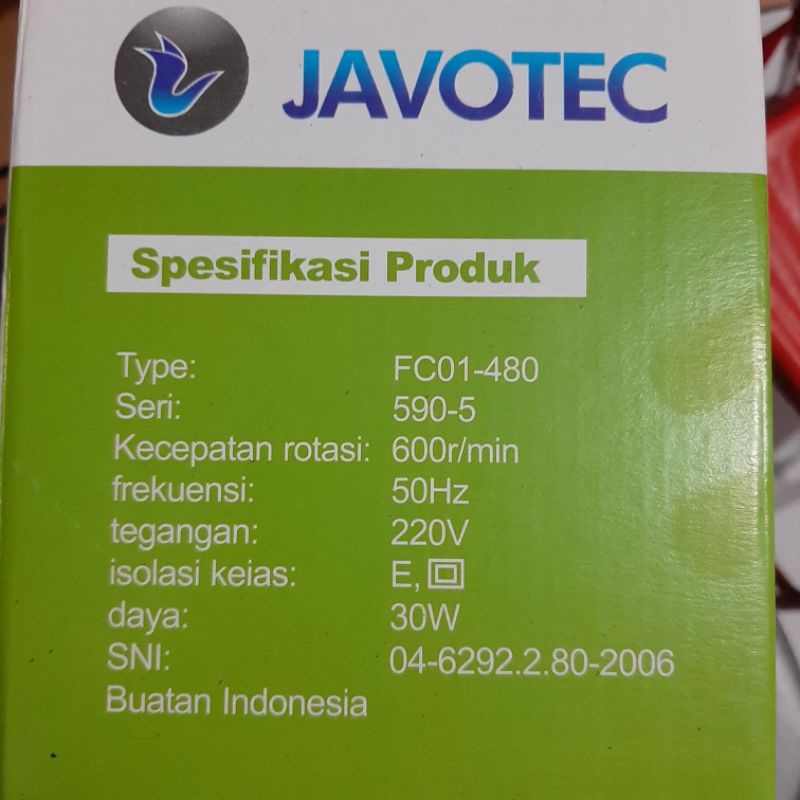 JAVOTEC
Spesifikasi Produk
Type: FC01-480
Seri: 590-5
Kecepatan rotasi: 600r/min
frekuensi: 50Hz
tegangan: 220V
isolasi keias: E,
daya: 30W
SNI: 04-6292.2.80-2006
Buatan Indonesia